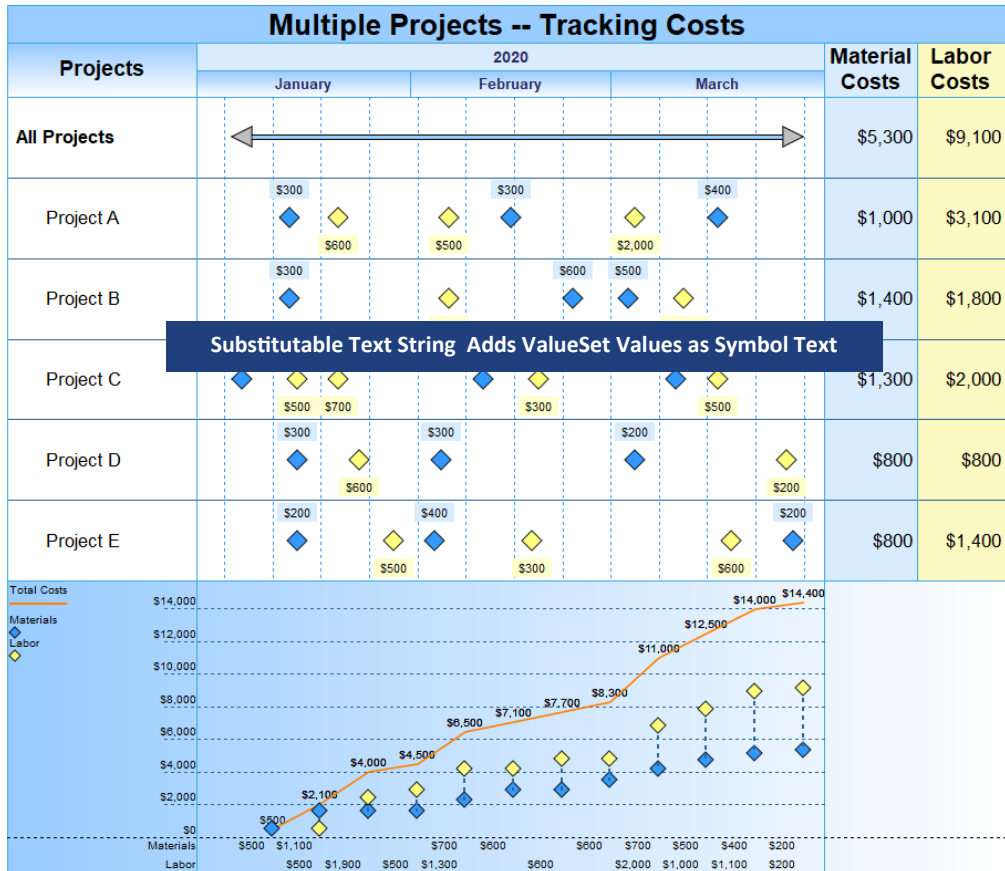 Multiple Projects -- Tracking Costs
Projects
2020
Material Costs
Labor Costs
January February March
All Projects $5,300 $9,100
$300 $300 $400
Project A $1,000 $3,100
$600 $500 $2,000
$300 $600 $500
Project B $1,400 $1,800
Substitutable Text String Adds ValueSet Values as Symbol Text
Project C $1,300 $2,000
$500 $700 $300 $500
$300 $300 $200
Project D $800 $800
$600 $200
$200 $400 $200
Project E $800 $1,400
$500 $300 $600
Total Costs
Materials
Labor
$14,000
$12,000
$10,000
$8,000
$6,000
$4,000
$2,000
$0
$500 $2,100 $4,000 $4,500 $6,500 $7,100 $7,700 $8,300 $11,000 $12,500 $14,000 $14,400
Materials $500 $1,100 $700 $600 $600 $700 $500 $400 $200
Labor $500 $1,900 $500 $1,300 $600 $2,000 $1,000 $1,100 $200